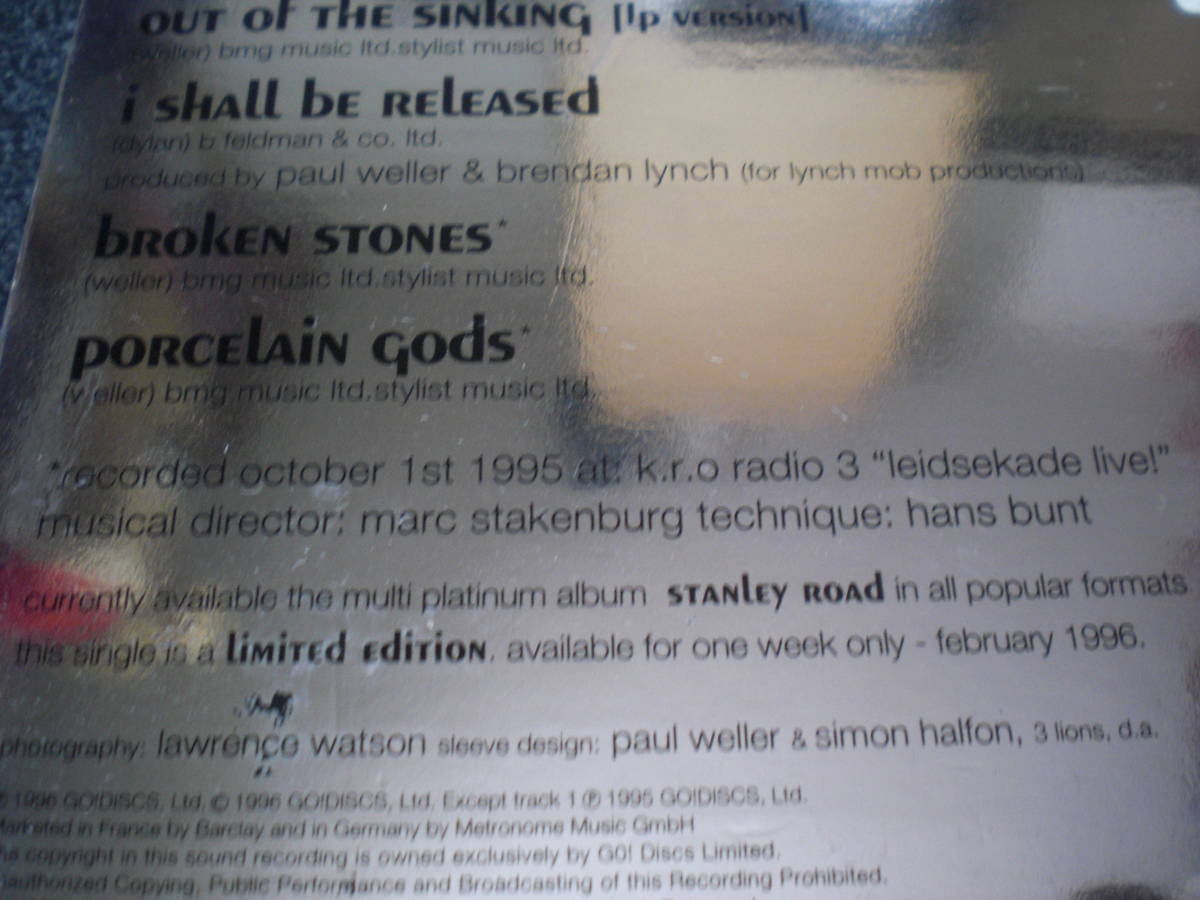 out of the sinking [lp version]
(weller) bmg music ltd.stylist music ltd.
i shall be released
(dylan) b feldman & co. ltd.
produced by paul weller & brendan lynch (for lynch mob productions)
broken stones*
(weller) bmg music ltd.stylist music ltd.
porcelain gods*
(weller) bmg music ltd.stylist music ltd.
*recorded october 1st 1995 at: k.r.o radio 3 “leidsekade live!”
musical director: marc stakenburg technique: hans bunt
currently available the multi platinum album stanley road in all popular formats
this single is a limited edition. available for one week only - february 1996.
photography: lawrence watson sleeve design: paul weller & simon halfon, 3 lions, d.a.
℗ 1996 GO!DISCS, Ltd. © 1996 GO!DISCS, Ltd. Except track 1 ℗ 1995 GO!DISCS, Ltd.
Marketed in France by Barclay and in Germany by Metronome Music GmbH
The copyright in this sound recording is owned exclusively by GO! Discs Limited.
Unauthorized Copying, Public Performance and Broadcasting of this Recording Prohibited.